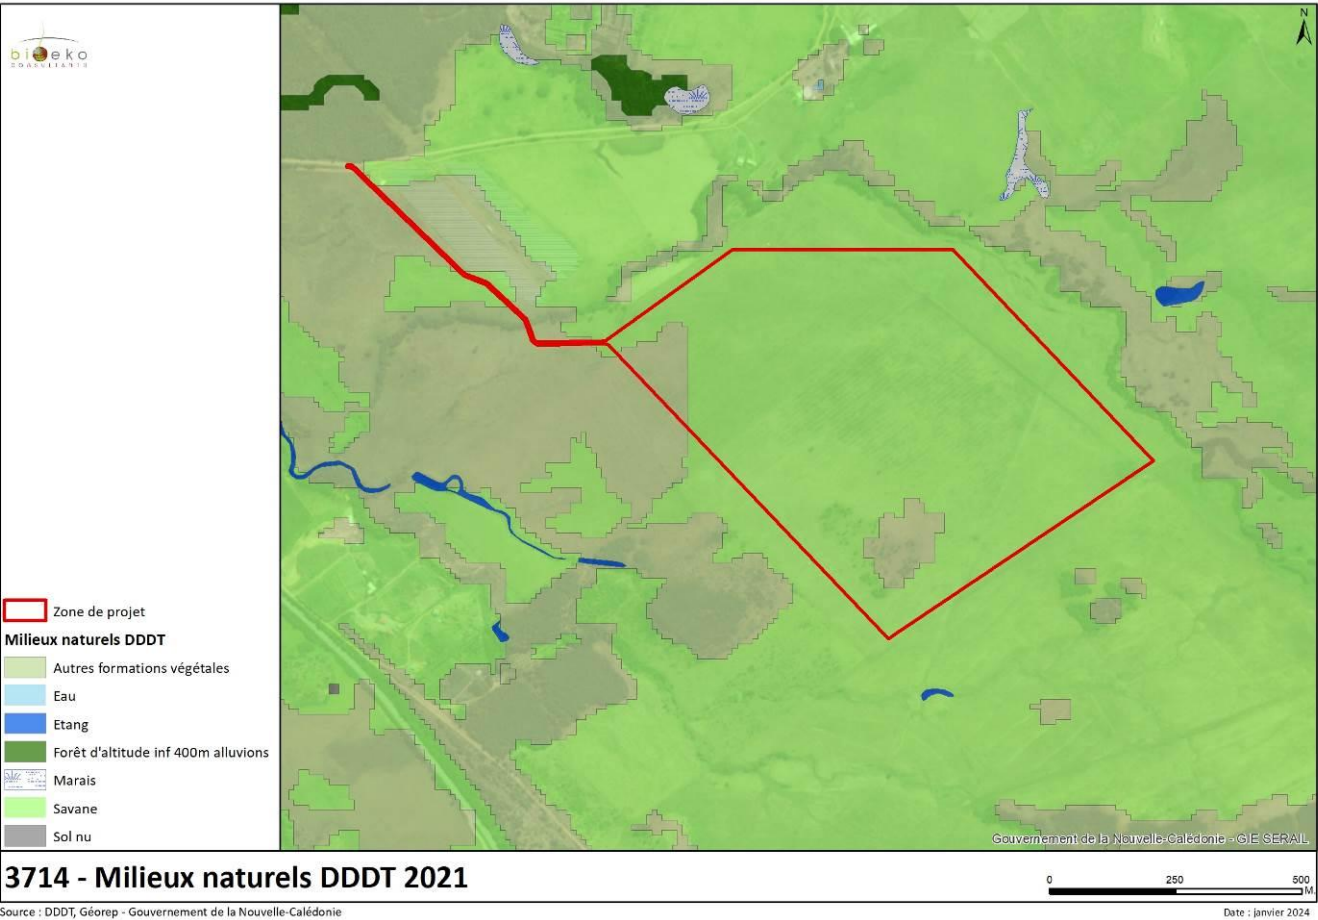 bioeko
CONSULTANTS
N
Zone de projet
Milieux naturels DDDT
Autres formations végétales
Eau
Etang
Forêt d'altitude inf 400m alluvions
Marais
Savane
Sol nu
Gouvernement de la Nouvelle-Calédonie - GIE SERAIL
3714 - Milieux naturels DDDT 2021
0 250 500
M.
Source : DDDT, Géorep - Gouvernement de la Nouvelle-Calédonie
Date : janvier 2024